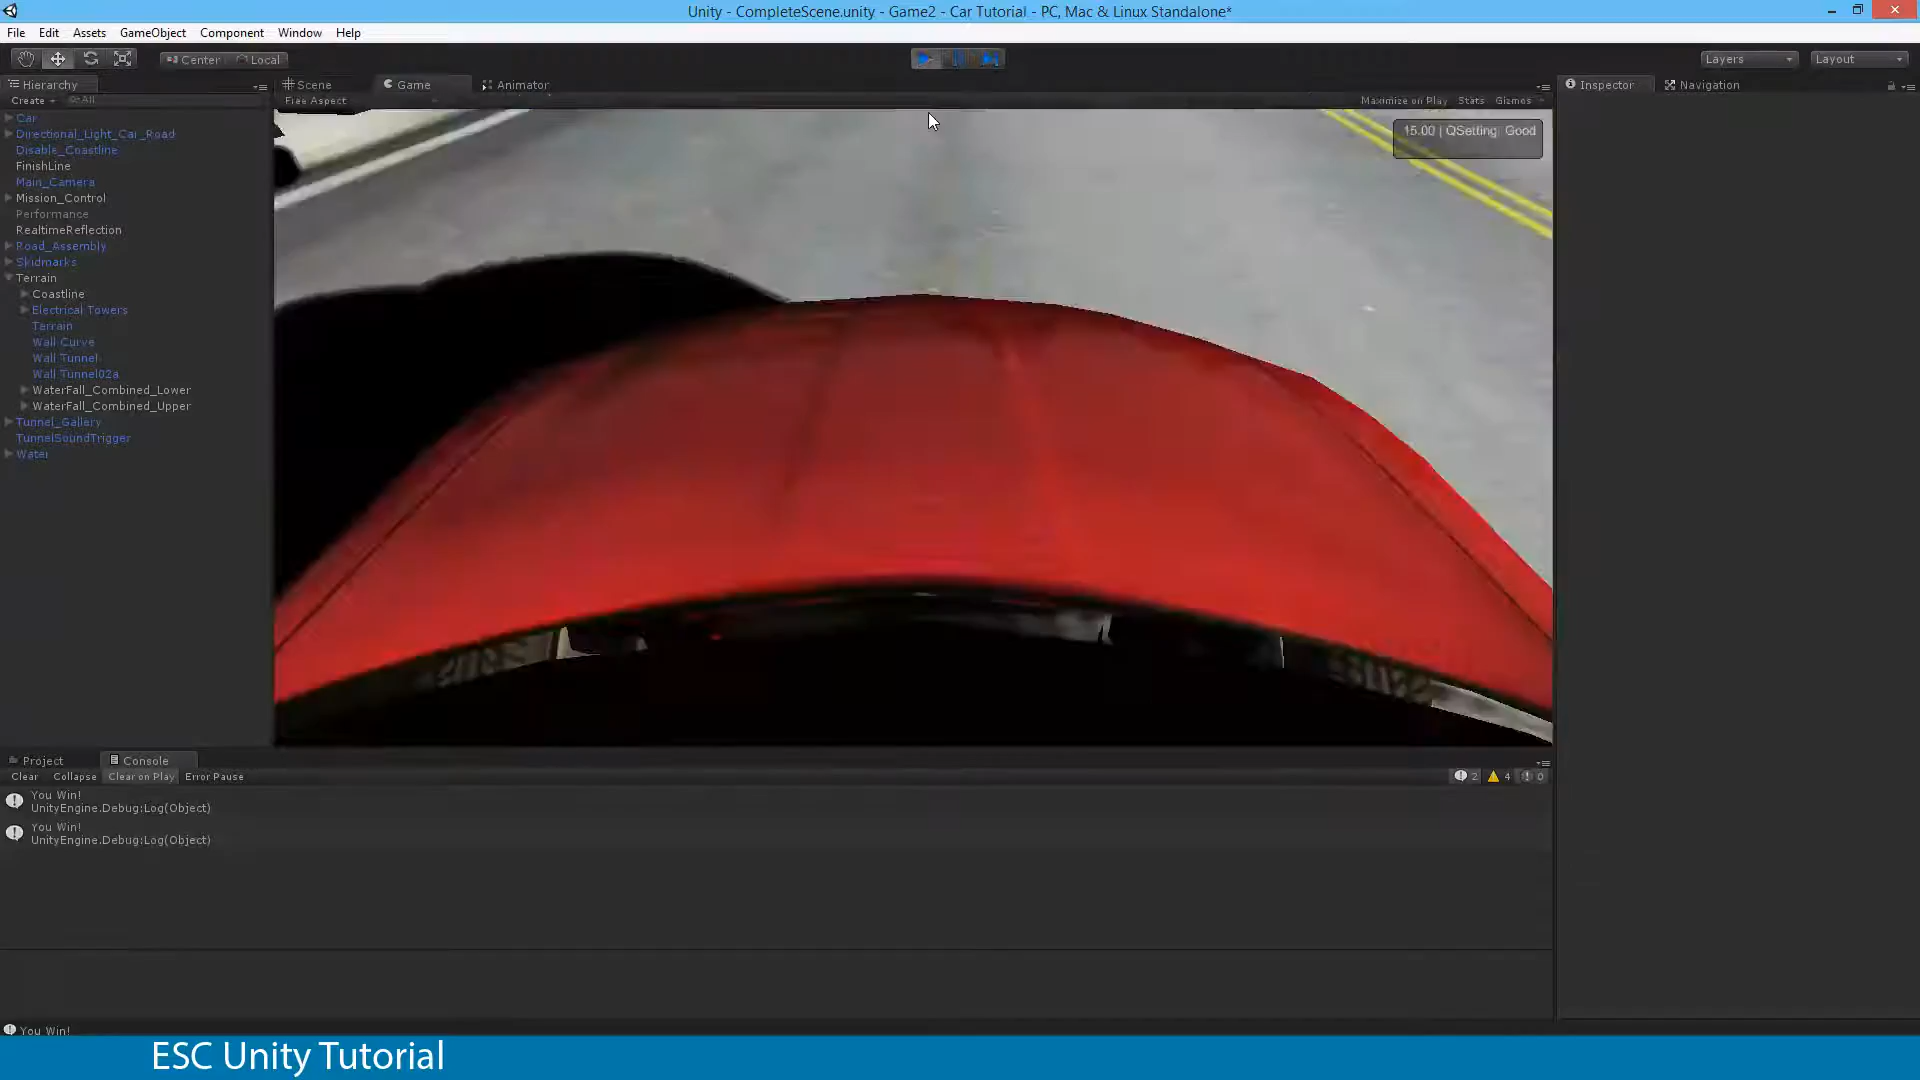 Unity - CompleteScene.unity - Game2 - Car Tutorial - PC, Mac & Linux Standalone*
File Edit Assets GameObject Component Window Help
Center Local Layers Layout
Hierarchy Scene Game Animator Inspector Navigation
Create All Free Aspect Maximize on Play Stats Gizmos
Car
Directional_Light_Car_Road
Disable_Coastline
FinishLine
Main_Camera
Mission_Control
Performance
RealtimeReflection
Road_Assembly
Skidmarks
Terrain
Coastline
Electrical Towers
Terrain
Wall Curve
Wall Tunnel
Wall Tunnel02a
WaterFall_Combined_Lower
WaterFall_Combined_Upper
Tunnel_Gallery
TunnelSoundTrigger
Water
15.00 | QSetting: Good
Project Console
Clear Collapse Clear on Play Error Pause 2 4 0
You Win!
UnityEngine.Debug:Log(Object)
You Win!
UnityEngine.Debug:Log(Object)
You Win!
ESC Unity Tutorial